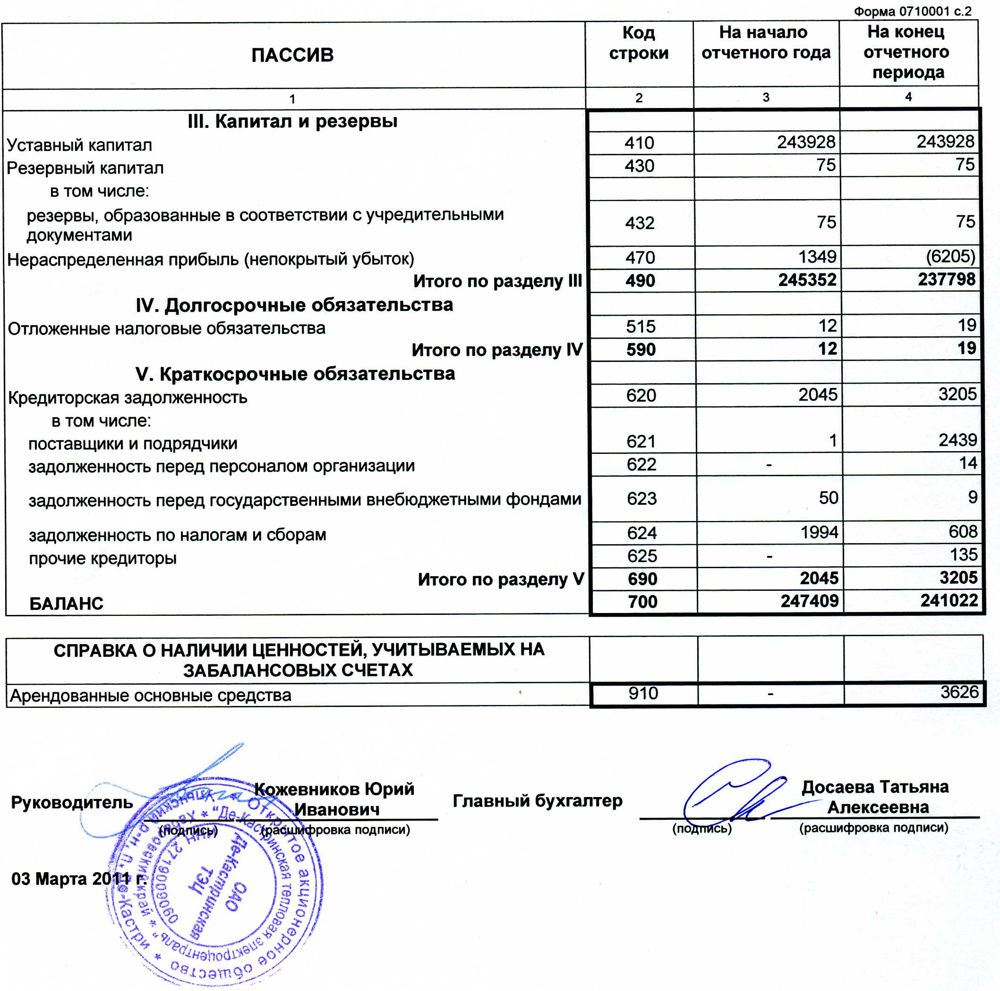 Форма 0710001 с.2
ПАССИВ
Код строки
На начало отчетного года
На конец отчетного периода
1 2 3 4
III. Капитал и резервы
Уставный капитал 410 243928 243928
Резервный капитал 430 75 75
в том числе:
резервы, образованные в соответствии с учредительными
документами 432 75 75
Нераспределенная прибыль (непокрытый убыток) 470 1349 (6205)
Итого по разделу III 490 245352 237798
IV. Долгосрочные обязательства
Отложенные налоговые обязательства 515 12 19
Итого по разделу IV 590 12 19
V. Краткосрочные обязательства
Кредиторская задолженность 620 2045 3205
в том числе:
поставщики и подрядчики 621 1 2439
задолженность перед персоналом организации 622 - 14
задолженность перед государственными внебюджетными фондами 623 50 9
задолженность по налогам и сборам 624 1994 608
прочие кредиторы 625 - 135
Итого по разделу V 690 2045 3205
БАЛАНС 700 247409 241022
СПРАВКА О НАЛИЧИИ ЦЕННОСТЕЙ, УЧИТЫВАЕМЫХ НА
ЗАБАЛАНСОВЫХ СЧЕТАХ
Арендованные основные средства 910 - 3626
Руководитель
Кожевников Юрий
Иванович
(подпись) (расшифровка подписи)
Главный бухгалтер
Досаева Татьяна
Алексеевна
(подпись) (расшифровка подписи)
03 Марта 2011 г.
* Открытое акционерное общество * п. Де-Кастри
Хабаровский край * "Де-Кастринская тепловая электроцентраль" *
ИНН 2719009060
ОАО
Де-Кастринская
ТЭЦ